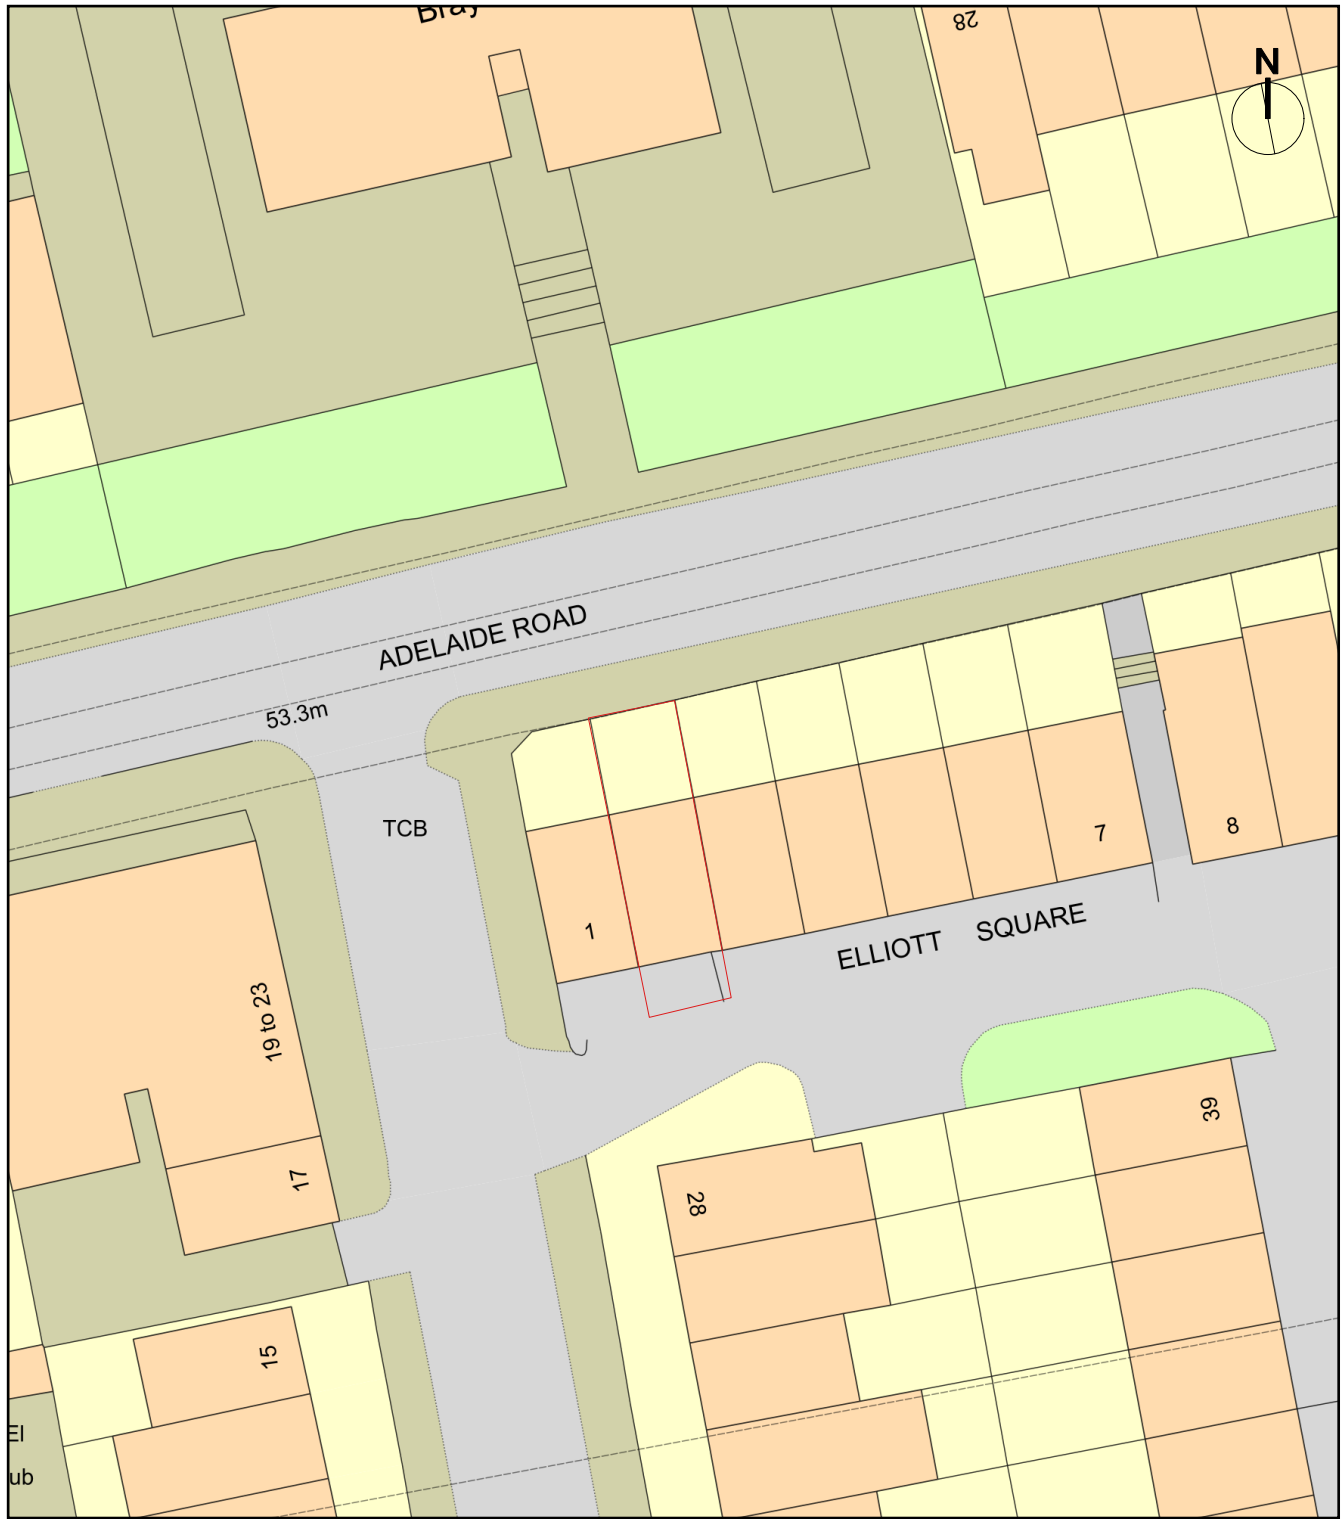 Bray
28
N
ADELAIDE ROAD
53.3m
TCB
7
8
1
ELLIOTT SQUARE
19 to 23
39
17
28
15
El
ub